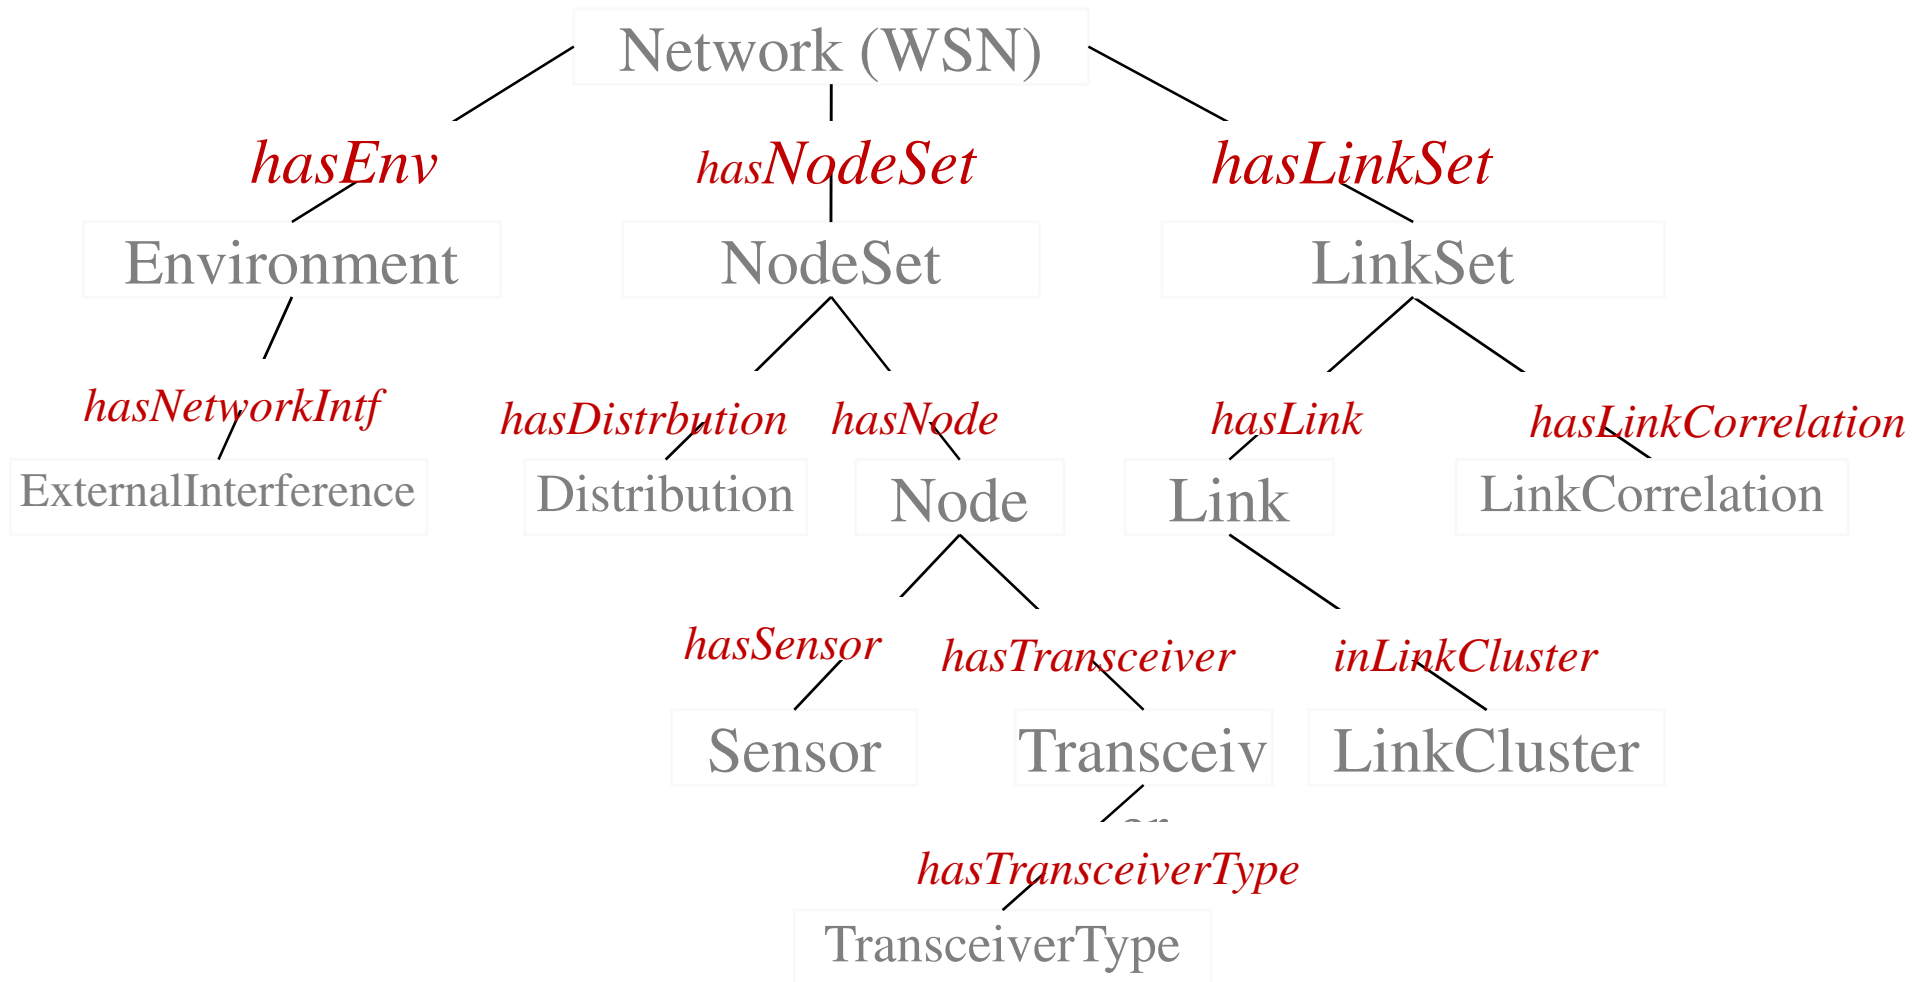 Network (WSN)
hasEnv
hasNodeSet
hasLinkSet
Environment
NodeSet
LinkSet
hasNetworkIntf
hasDistrbution
hasNode
hasLink
hasLinkCorrelation
ExternalInterference
Distribution
Node
Link
LinkCorrelation
hasSensor
hasTransceiver
inLinkCluster
Sensor
Transceiv
er
LinkCluster
hasTransceiverType
TransceiverType